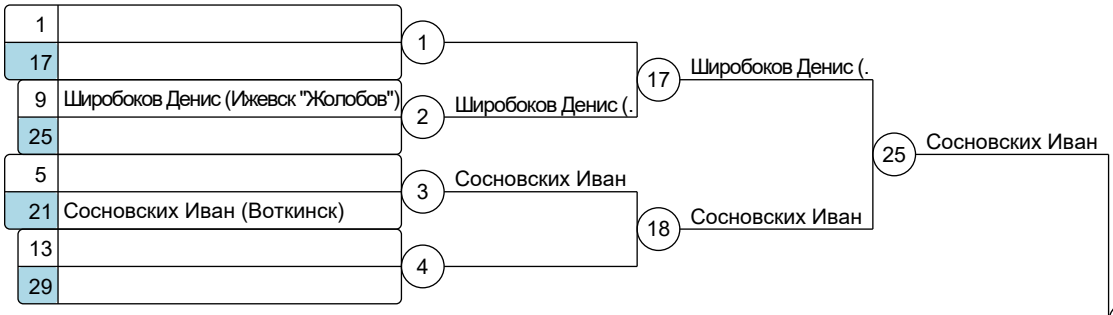 1
17
1
9 Широбоков Денис (Ижевск "Жолобов")
25
2
Широбоков Денис (.
17
Широбоков Денис (.
5
21 Сосновских Иван (Воткинск)
3
Сосновских Иван
13
29
4
18
Сосновских Иван
25
Сосновских Иван